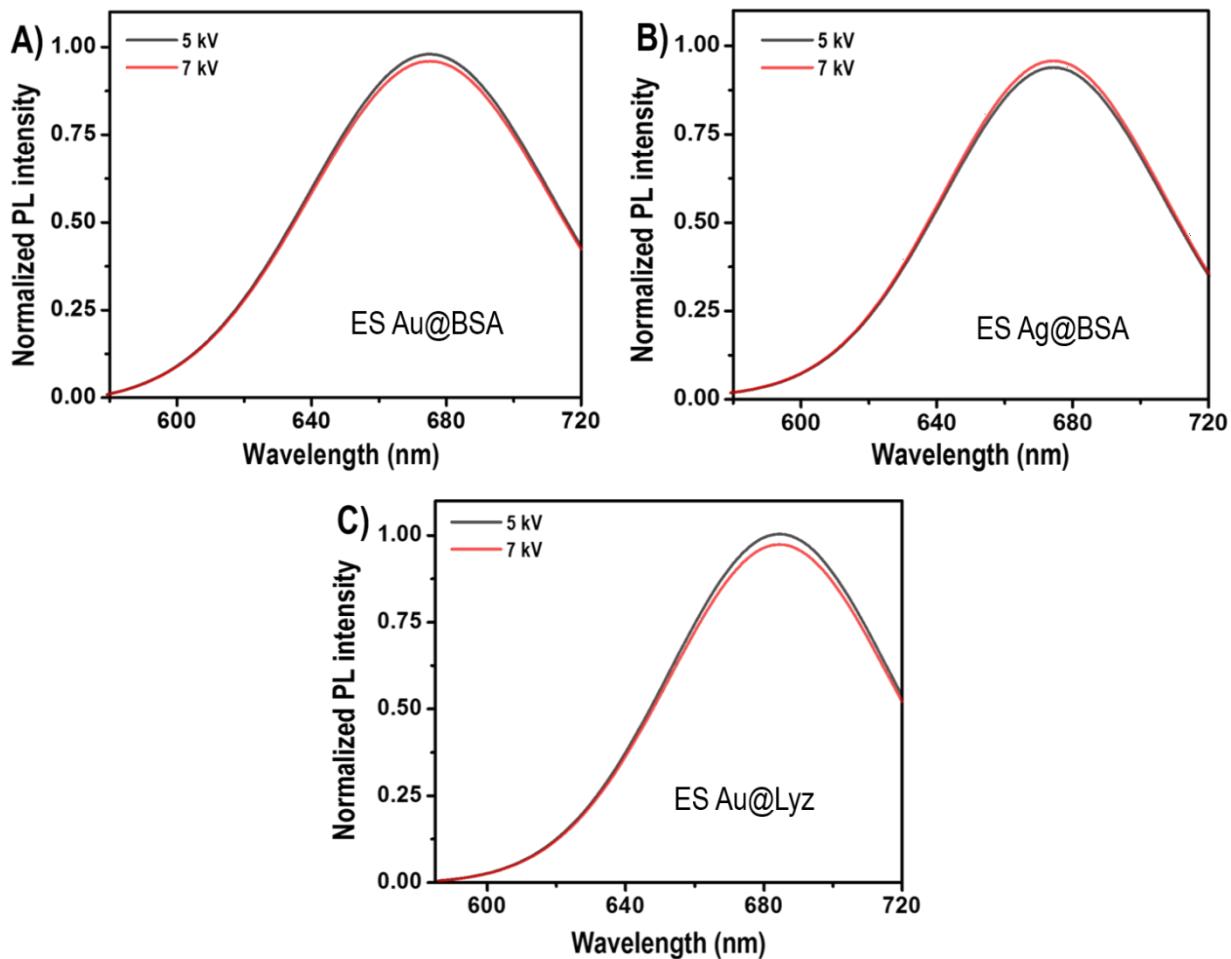 A)
5 kV
7 kV
1.00
0.75
0.50
0.25
0.00
Normalized PL intensity
ES Au@BSA
600
640
680
720
Wavelength (nm)
B)
5 kV
7 kV
1.00
0.75
0.50
0.25
0.00
Normalized PL intensity
ES Ag@BSA
600
640
680
720
Wavelength (nm)
C)
5 kV
7 kV
1.00
0.75
0.50
0.25
0.00
Normalized PL intensity
ES Au@Lyz
600
640
680
720
Wavelength (nm)